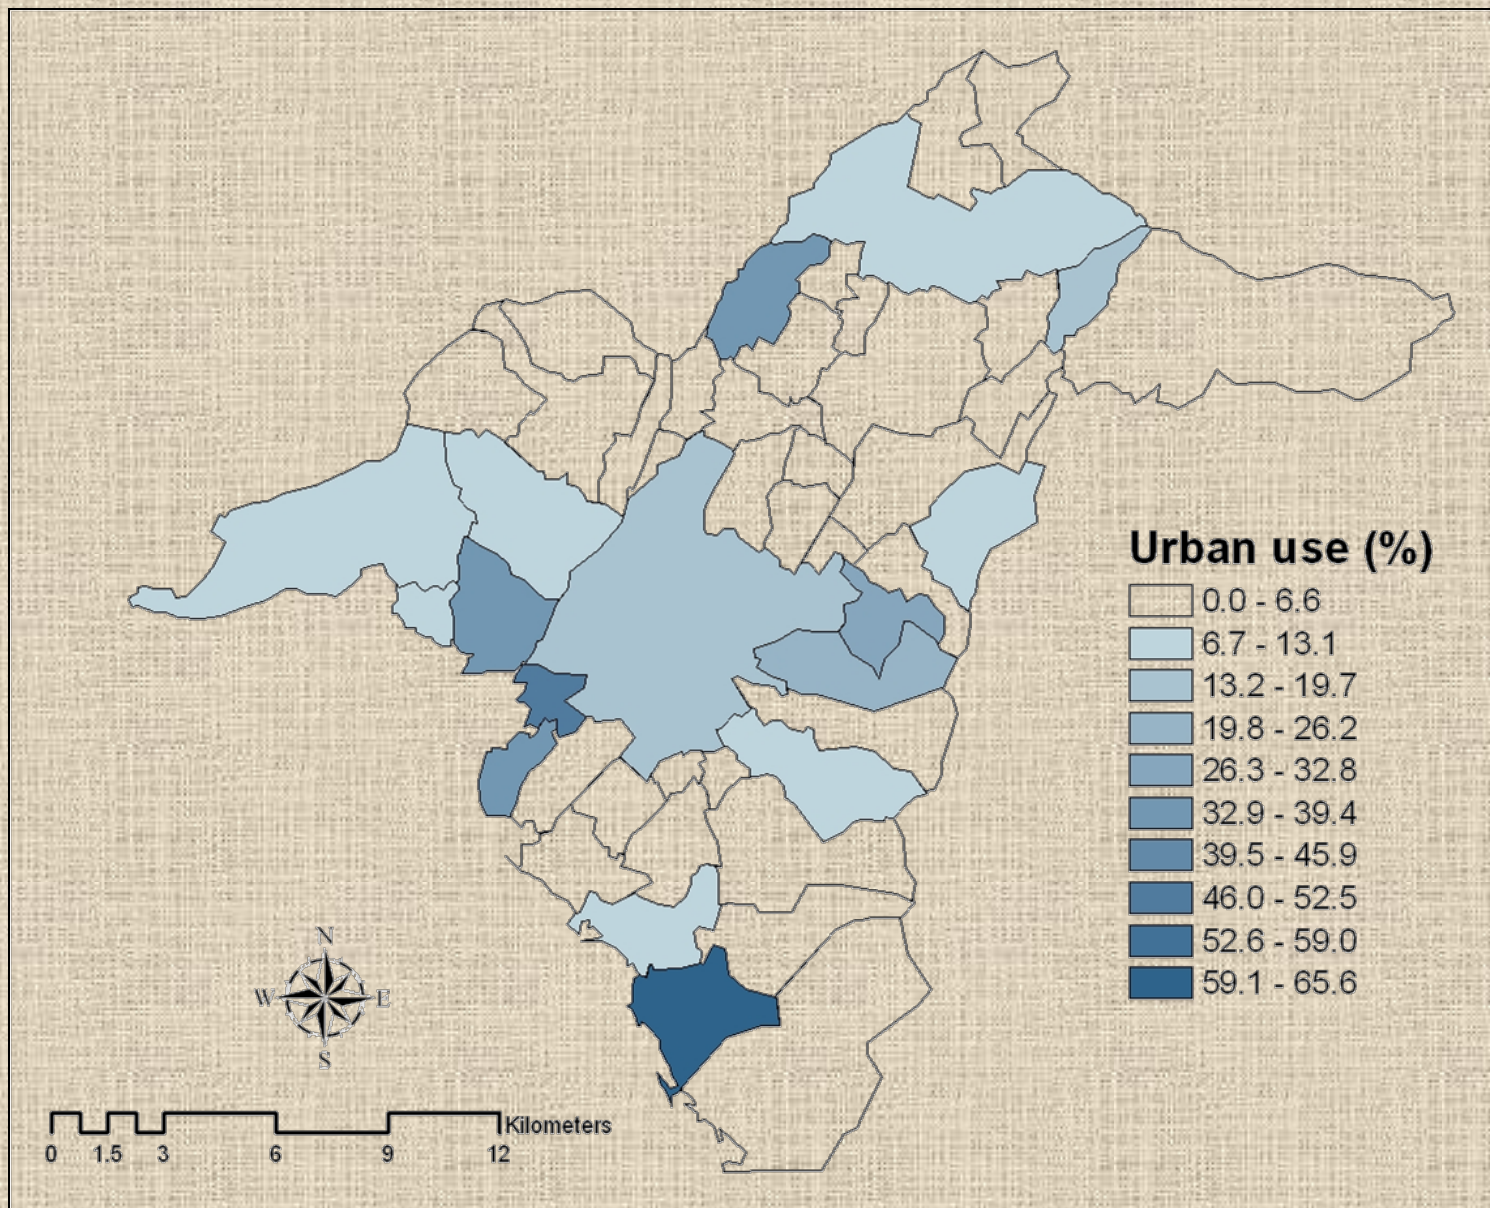 Urban use (%)
0.0 - 6.6
6.7 - 13.1
13.2 - 19.7
19.8 - 26.2
26.3 - 32.8
32.9 - 39.4
39.5 - 45.9
46.0 - 52.5
52.6 - 59.0
59.1 - 65.6
N
W E
S
Kilometers
0 1.5 3 6 9 12